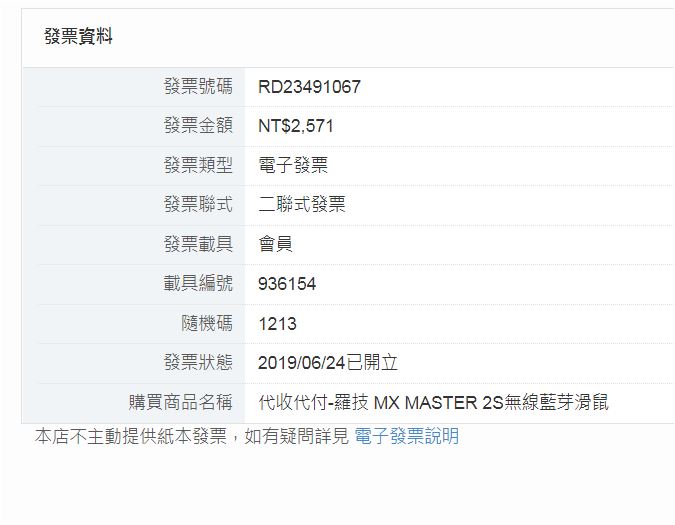 發票資料
發票號碼 RD23491067
發票金額 NT$2,571
發票類型 電子發票
發票聯式 二聯式發票
發票載具 會員
載具編號 936154
隨機碼 1213
發票狀態 2019/06/24已開立
購買商品名稱 代收代付-羅技 MX MASTER 2S無線藍芽滑鼠
本店不主動提供紙本發票，如有疑問詳見 電子發票說明